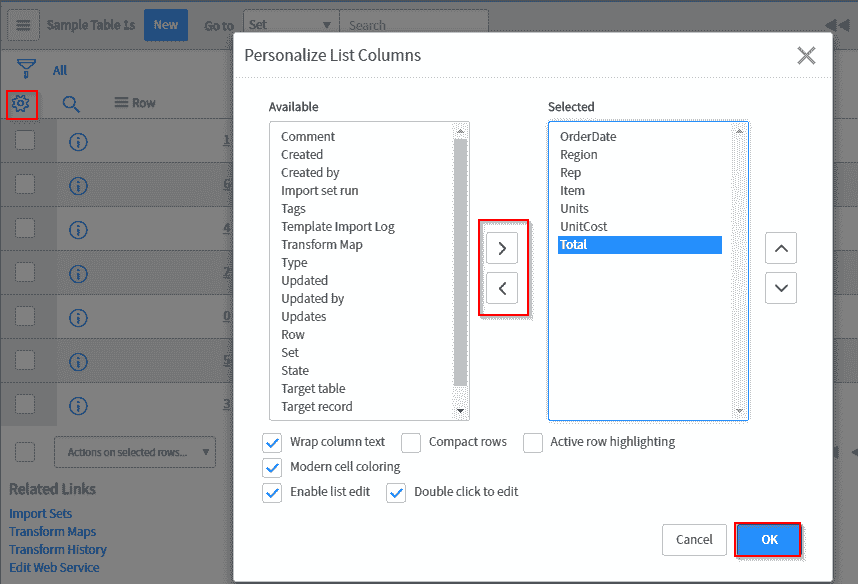 Sample Table 1s New Go to Set Search
Personalize List Columns
All
Row
Available
Selected
Comment
Created
Created by
Import set run
Tags
Template Import Log
Transform Map
Type
Updated
Updated by
Updates
Row
Set
State
Target table
Target record
OrderDate
Region
Rep
Item
Units
UnitCost
Total
1
6
4
2
0
5
3
Wrap column text Compact rows Active row highlighting
Modern cell coloring
Enable list edit Double click to edit
Actions on selected rows...
Related Links
Import Sets
Transform Maps
Transform History
Edit Web Service
Cancel OK